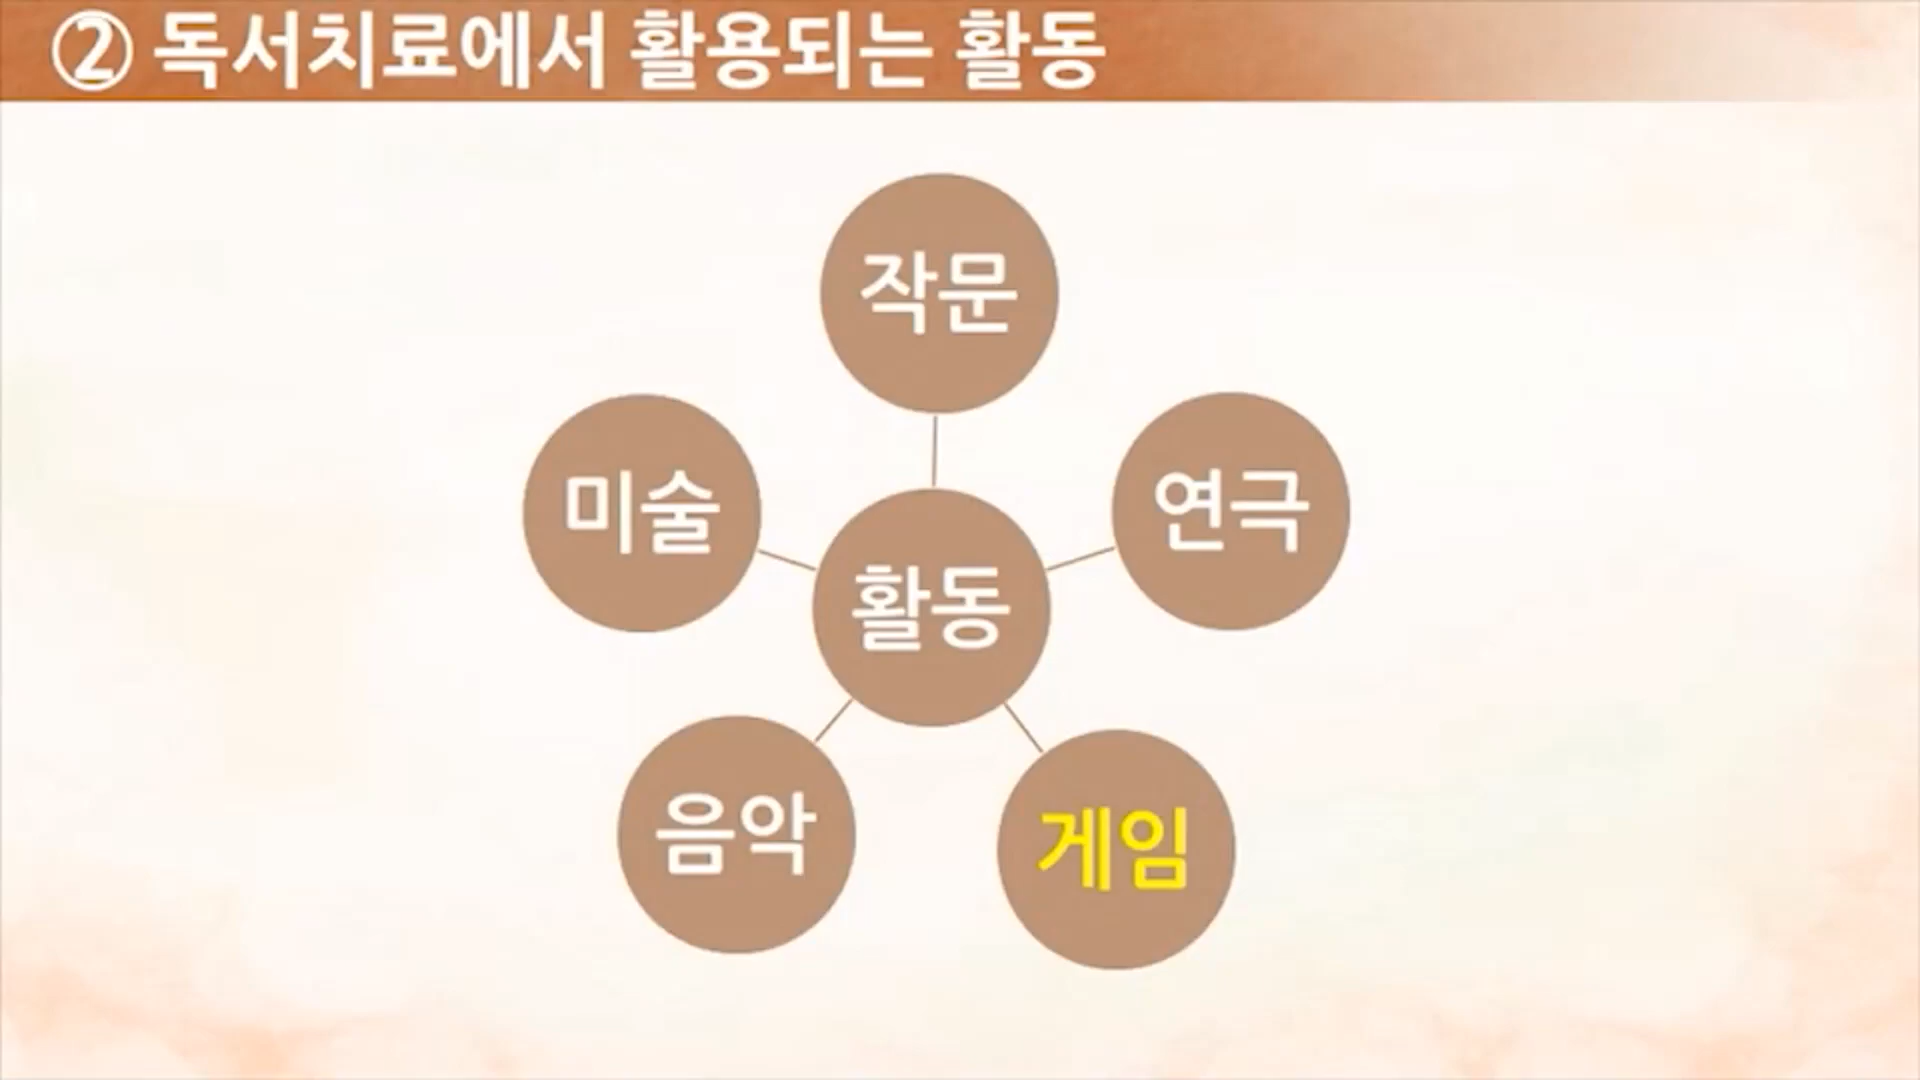 ② 독서치료에서 활용되는 활동
작문
미술
연극
활동
음악
게임